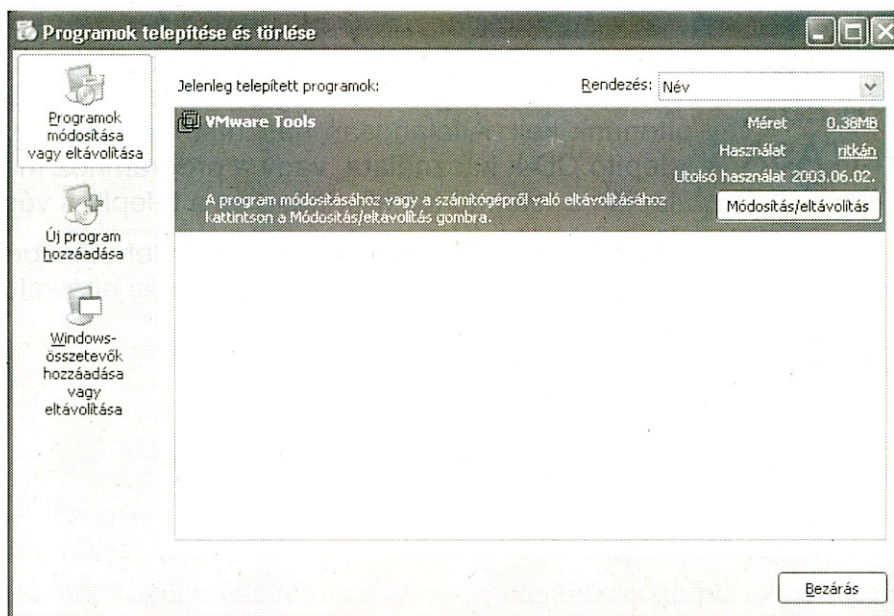 Programok telepítése és törlése
Programok
módosítása
vagy eltávolítása
Új program
hozzáadása
Windows-
összetevők
hozzáadása
vagy
eltávolítása
Jelenleg telepített programok:
Rendezés: Név
VMware Tools
Méret 0,38MB
Használat ritkán
Utolsó használat 2003.06.02.
A program módosításához vagy a számítógépről való eltávolításához
kattintson a Módosítás/eltavolítás gombra.
Módosítás/eltávolítás
Bezárás